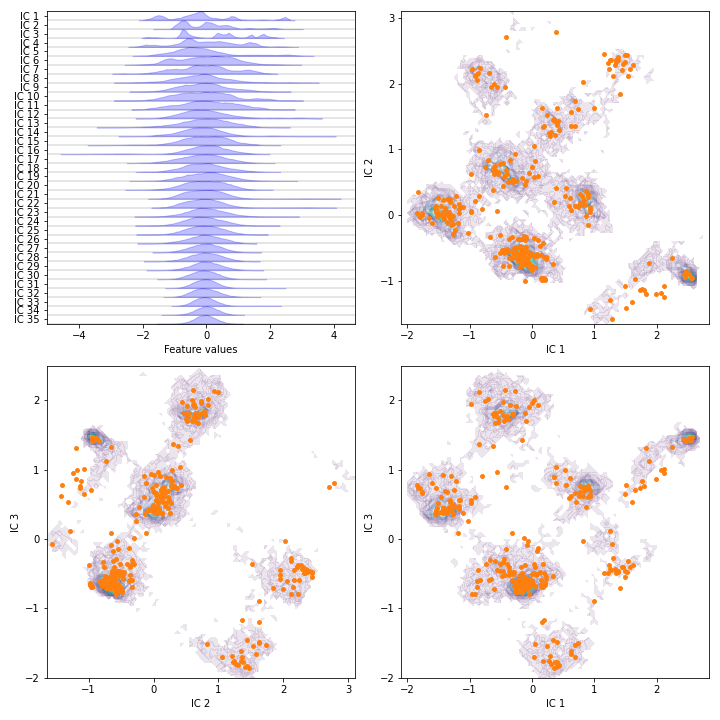 IC 1
IC 2
IC 3
IC 4
IC 5
IC 6
IC 7
IC 8
IC 9
IC 10
IC 11
IC 12
IC 13
IC 14
IC 15
IC 16
IC 17
IC 18
IC 19
IC 20
IC 21
IC 22
IC 23
IC 24
IC 25
IC 26
IC 27
IC 28
IC 29
IC 30
IC 31
IC 32
IC 33
IC 34
IC 35
−4 −2 0 2 4
Feature values
3
2
1
0
−1
IC 2
−2 −1 0 1 2
IC 1
2
1
0
−1
−2
IC 3
−1 0 1 2 3
IC 2
2
1
0
−1
−2
IC 3
−2 −1 0 1 2
IC 1